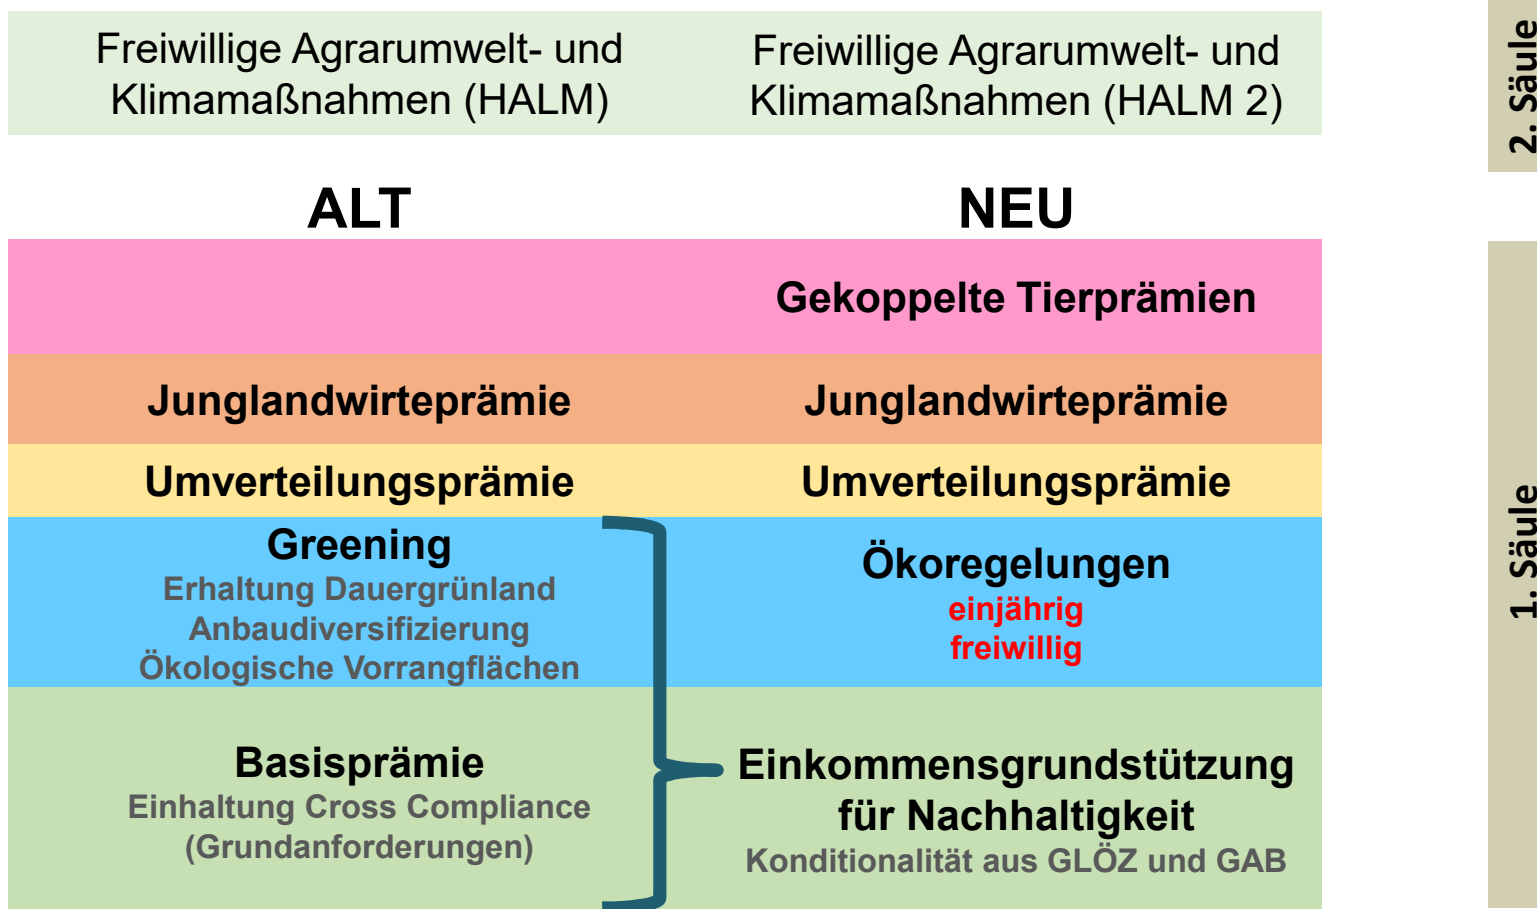 Freiwillige Agrarumwelt- und
Klimamaßnahmen (HALM)
Freiwillige Agrarumwelt- und
Klimamaßnahmen (HALM 2)
2. Säule
ALT
NEU
Gekoppelte Tierprämien
Junglandwirteprämie
Junglandwirteprämie
Umverteilungsprämie
Umverteilungsprämie
Greening
Erhaltung Dauergrünland
Anbaudiversifizierung
Ökologische Vorrangflächen
Ökoregelungen
einjährig
freiwillig
Basisprämie
Einhaltung Cross Compliance
(Grundanforderungen)
Einkommensgrundstützung
für Nachhaltigkeit
Konditionalität aus GLÖZ und GAB
1. Säule